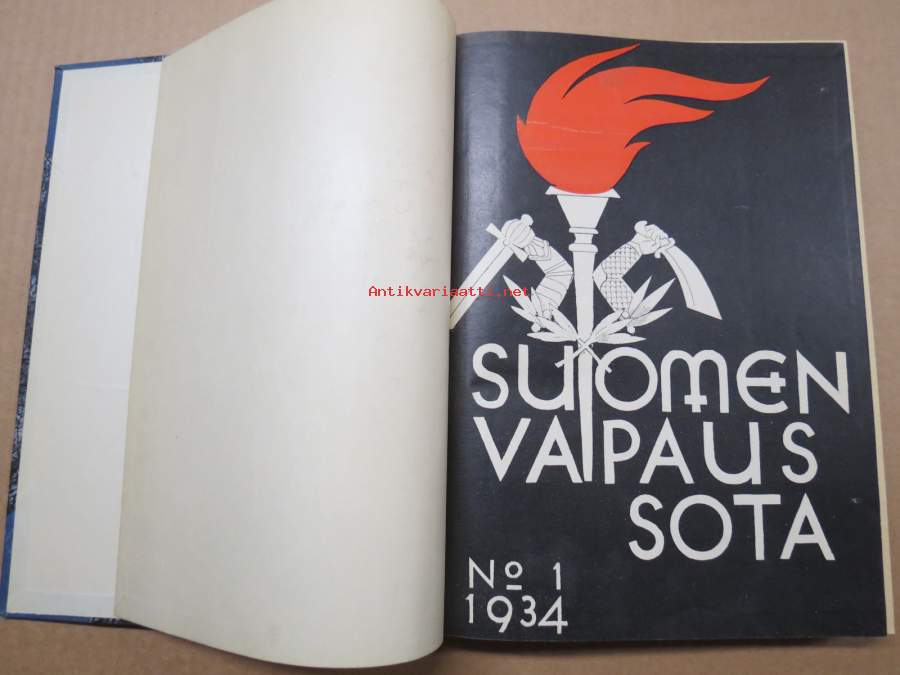 Antikvariaatti.net
SUOMEN
VAPAUS
SOTA
No 1
1934